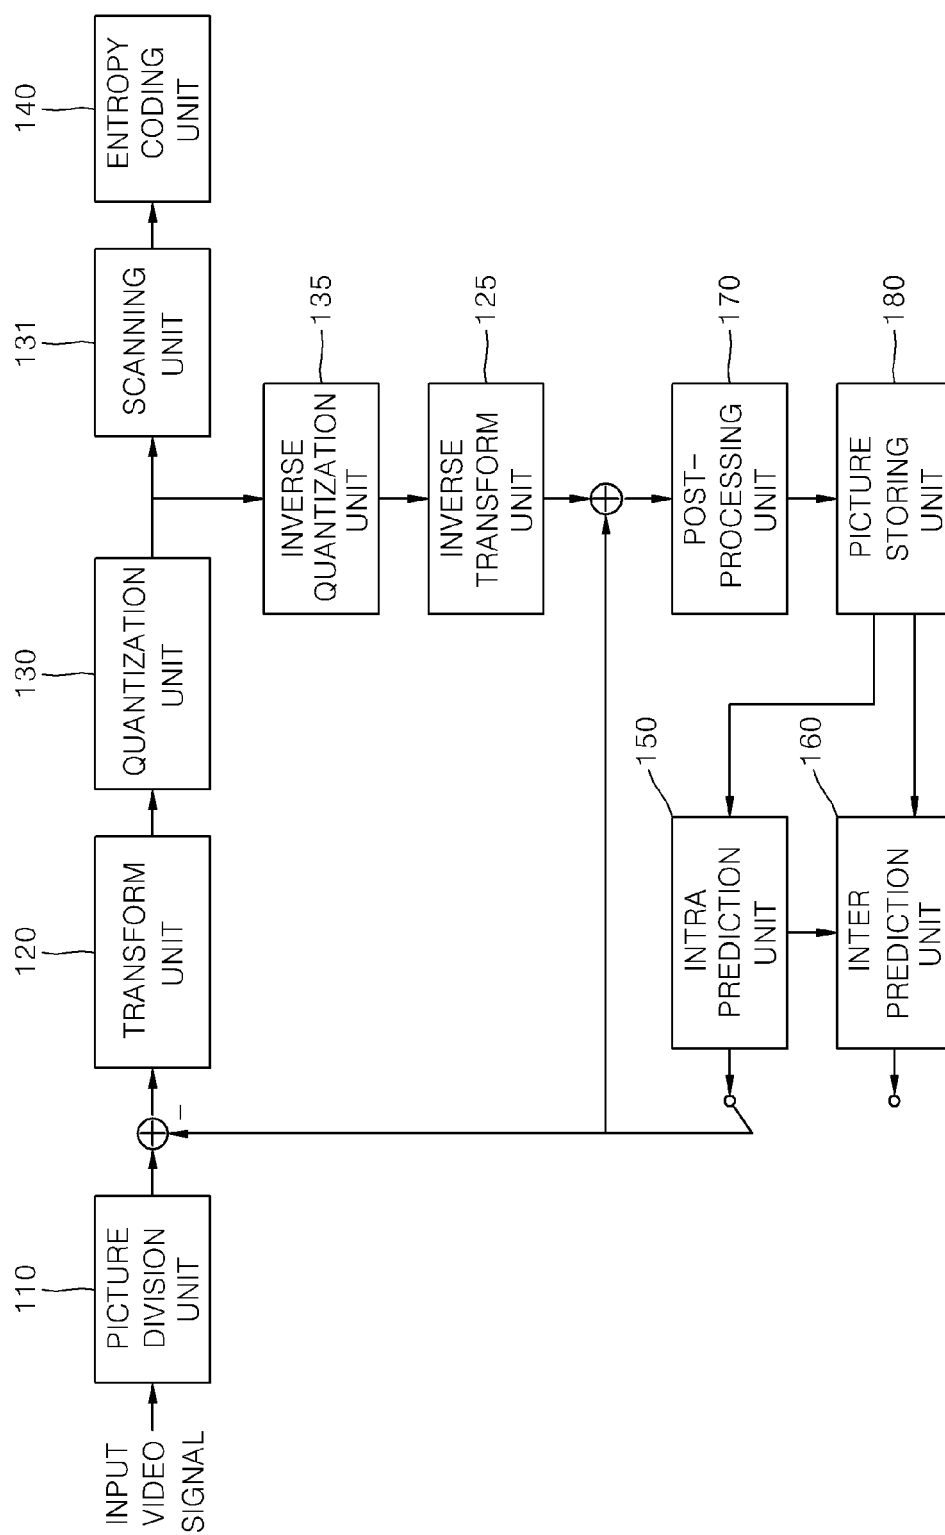 INPUT
VIDEO
SIGNAL
110
PICTURE
DIVISION
UNIT
−
120
TRANSFORM
UNIT
130
QUANTIZATION
UNIT
131
SCANNING
UNIT
140
ENTROPY
CODING
UNIT
INVERSE
QUANTIZATION
UNIT
135
INVERSE
TRANSFORM
UNIT
125
150
INTRA
PREDICTION
UNIT
POST−
PROCESSING
UNIT
170
160
INTER
PREDICTION
UNIT
PICTURE
STORING
UNIT
180